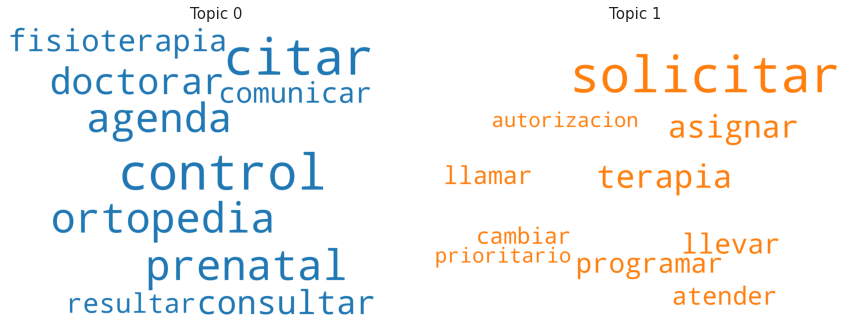 Topic 0
fisioterapia
citar
doctorar
comunicar
agenda
control
ortopedia
prenatal
resultar
consultar
Topic 1
solicitar
autorizacion
asignar
llamar
terapia
cambiar
llevar
prioritario
programar
atender